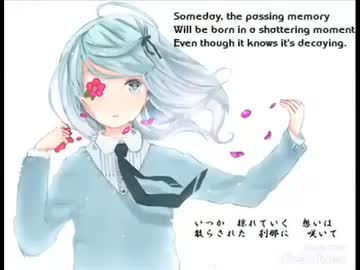 Someday, the passing memory
Will be born in a shattering moment
Even though it knows it's decaying.
いつか 掠れていく 想いは
散らされた 刹那に 咲いて